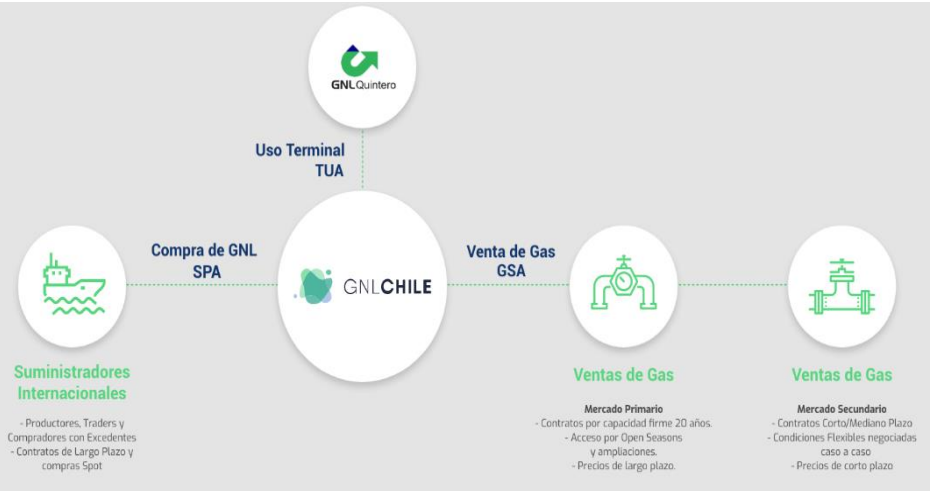 GNLQuintero
Uso Terminal
TUA
Compra de GNL
SPA
GNLCHILE
Venta de Gas
GSA
Suministradores
Internacionales
- Productores, Traders y
Compradores con Excedentes
- Contratos de Largo Plazo y
compras Spot
Ventas de Gas
Mercado Primario
- Contratos por capacidad firme 20 años.
- Acceso por Open Seasons
y ampliaciones.
- Precios de largo plazo.
Ventas de Gas
Mercado Secundario
- Contratos Corto/Mediano Plazo
- Condiciones Flexibles negociadas
caso a caso
- Precios de corto plazo